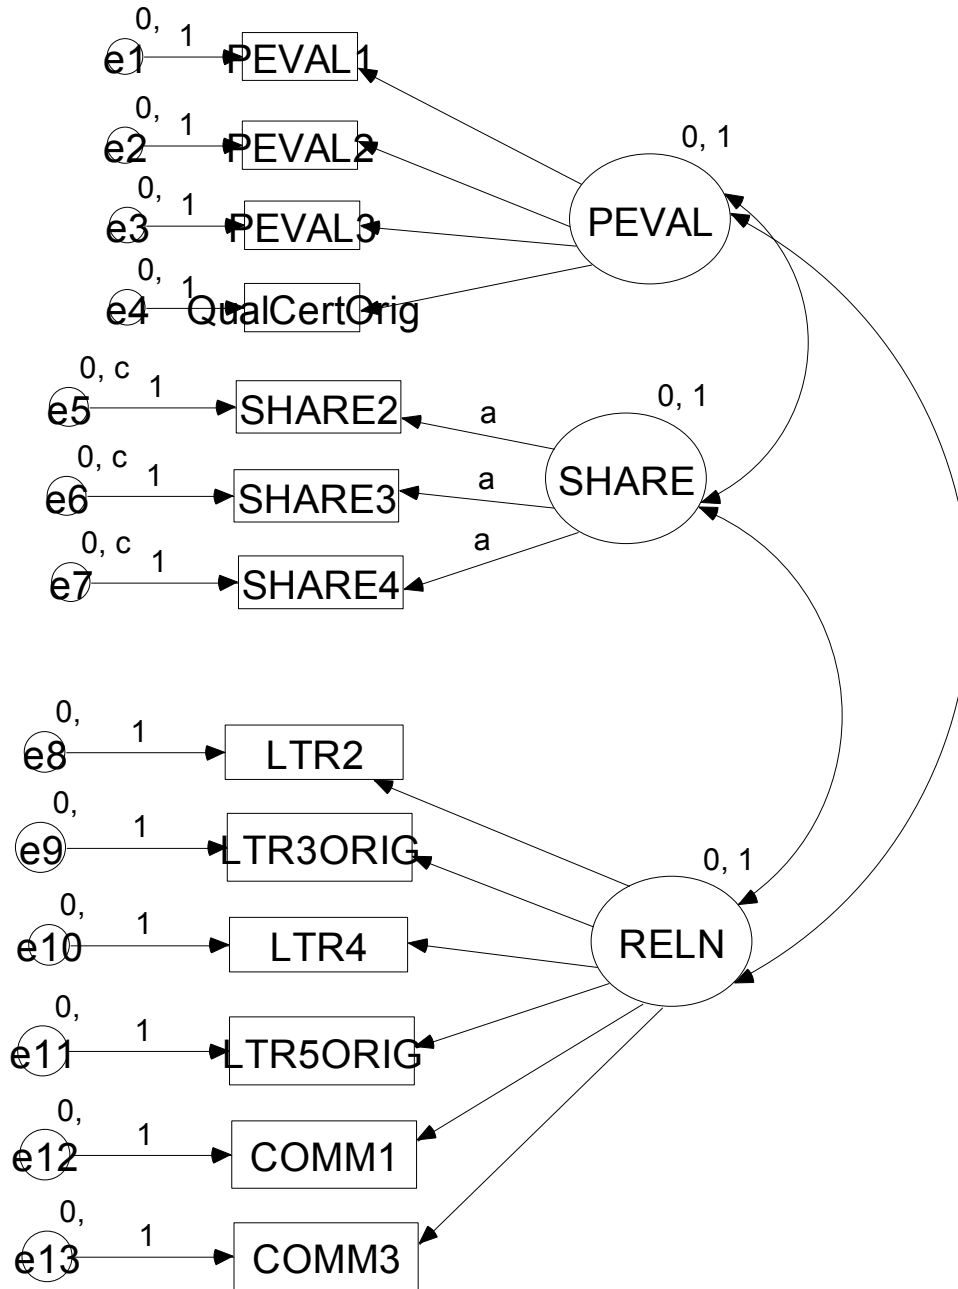 0,
1
e1
PEVAL1
0,
1
e2
PEVAL2
0, 1
PEVAL
0,
1
e3
PEVAL3
0,
1
e4
QualCertOrig
0, c
1
e5
SHARE2
a
0, 1
SHARE
0, c
1
e6
SHARE3
a
0, c
1
e7
SHARE4
a
0,
1
e8
LTR2
0,
1
e9
LTR3ORIG
0, 1
RELN
0,
1
e10
LTR4
0,
1
e11
LTR5ORIG
0,
1
e12
COMM1
0,
1
e13
COMM3